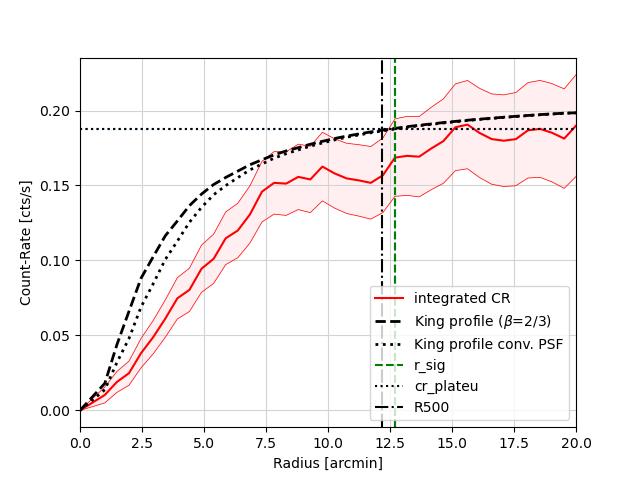 0.20
0.15
0.10
0.05
0.00
Count-Rate [cts/s]
integrated CR
King profile (β=2/3)
King profile conv. PSF
r_sig
cr_plateu
R500
0.0 2.5 5.0 7.5 10.0 12.5 15.0 17.5 20.0
Radius [arcmin]